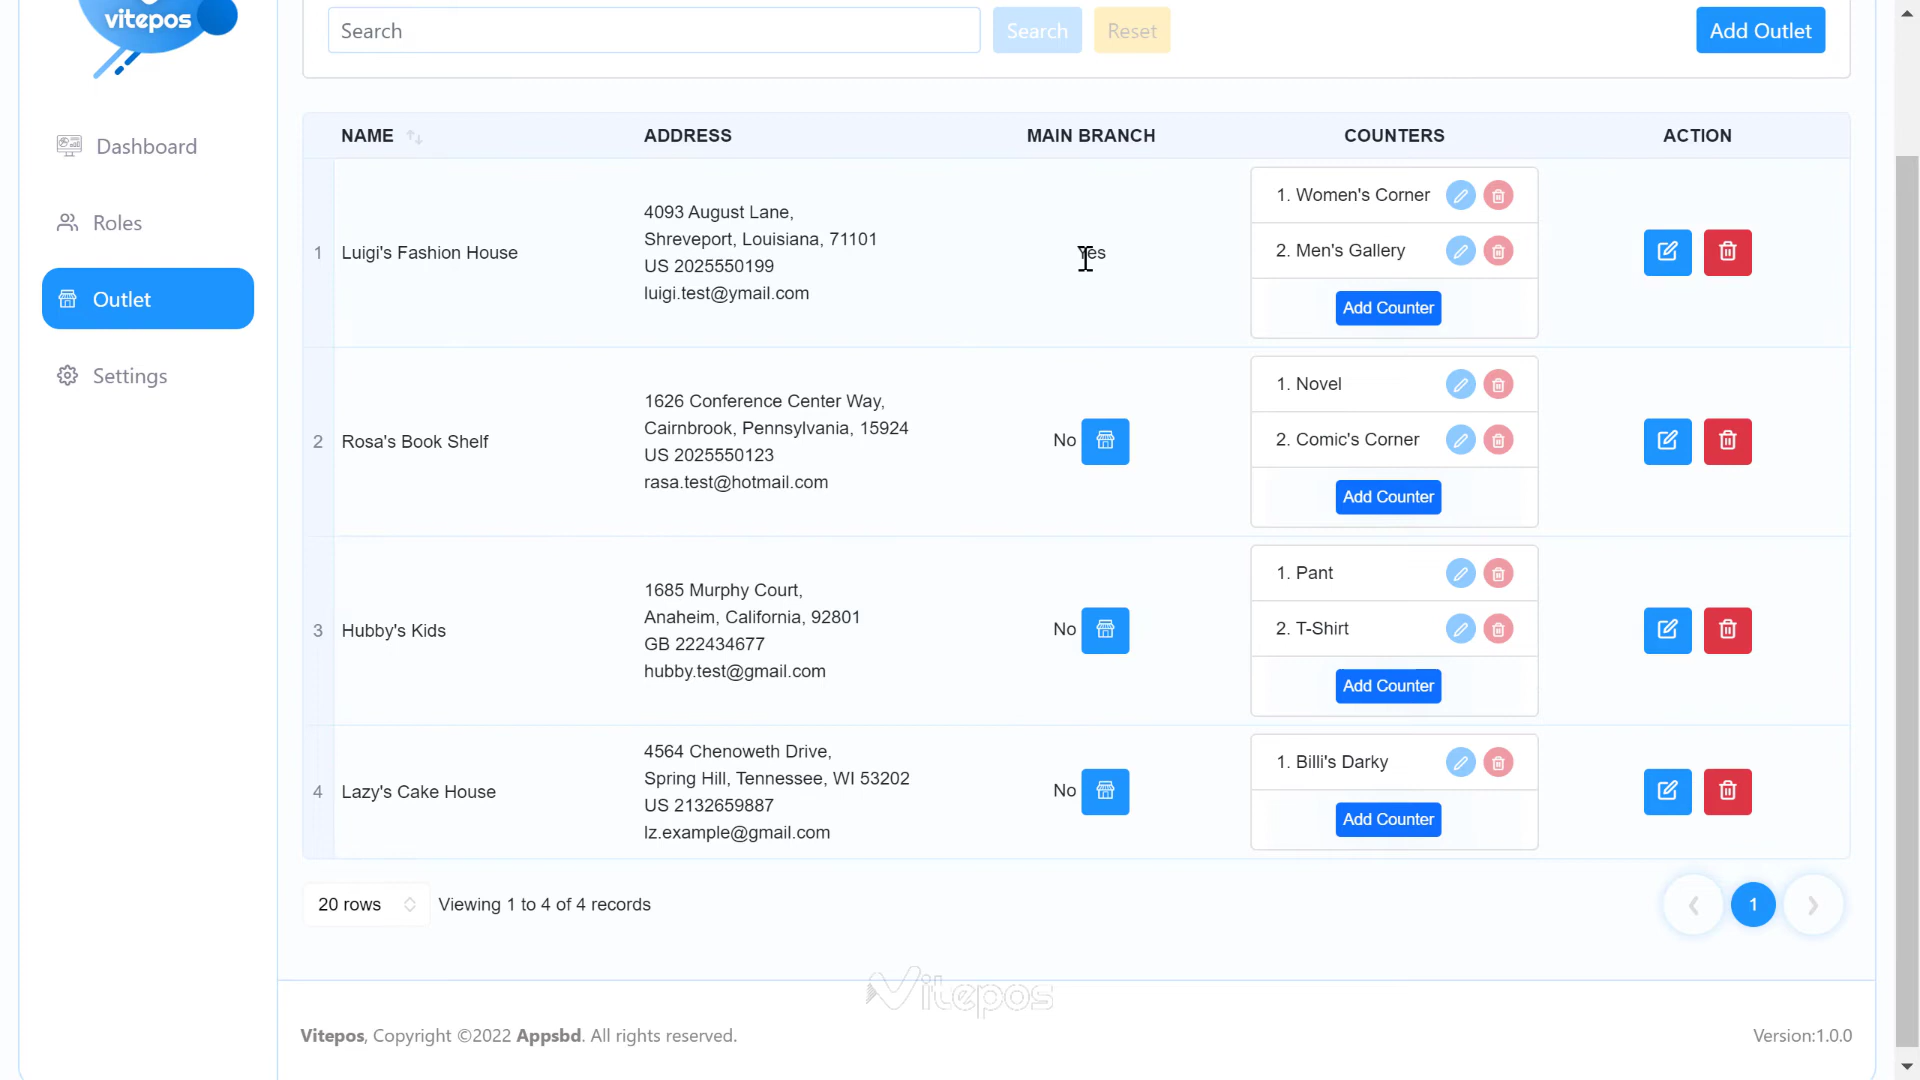 vitepos
Search
Search
Reset
Add Outlet
Dashboard
Roles
Outlet
Settings
NAME
ADDRESS
MAIN BRANCH
COUNTERS
ACTION
1
Luigi's Fashion House
4093 August Lane,
Shreveport, Louisiana, 71101
US 2025550199
luigi.test@ymail.com
Yes
1. Women's Corner
2. Men's Gallery
Add Counter
2
Rosa's Book Shelf
1626 Conference Center Way,
Cairnbrook, Pennsylvania, 15924
US 2025550123
rasa.test@hotmail.com
No
1. Novel
2. Comic's Corner
Add Counter
3
Hubby's Kids
1685 Murphy Court,
Anaheim, California, 92801
GB 222434677
hubby.test@gmail.com
No
1. Pant
2. T-Shirt
Add Counter
4
Lazy's Cake House
4564 Chenoweth Drive,
Spring Hill, Tennessee, WI 53202
US 2132659887
lz.example@gmail.com
No
1. Billi's Darky
Add Counter
20 rows
Viewing 1 to 4 of 4 records
1
Vitepos
Vitepos, Copyright ©2022 Appsbd. All rights reserved.
Version:1.0.0